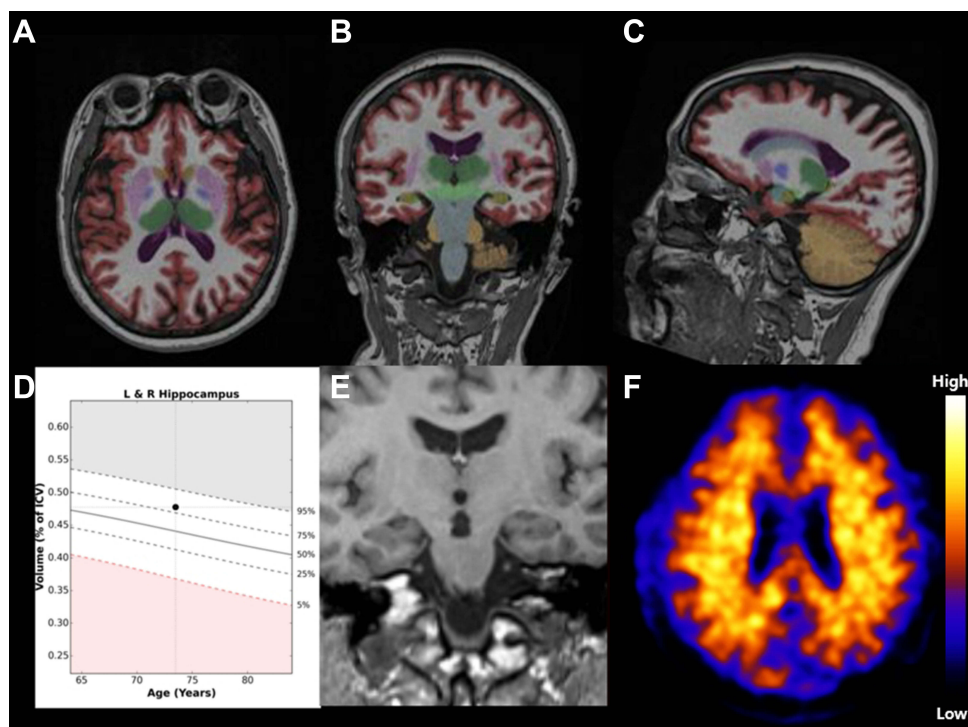 A
B
C
D
L & R Hippocampus
Volume (% of ICV)
0.60
0.55
0.50
0.45
0.40
0.35
0.30
0.25
95%
75%
50%
25%
5%
65
70
75
80
Age (Years)
E
F
High
Low